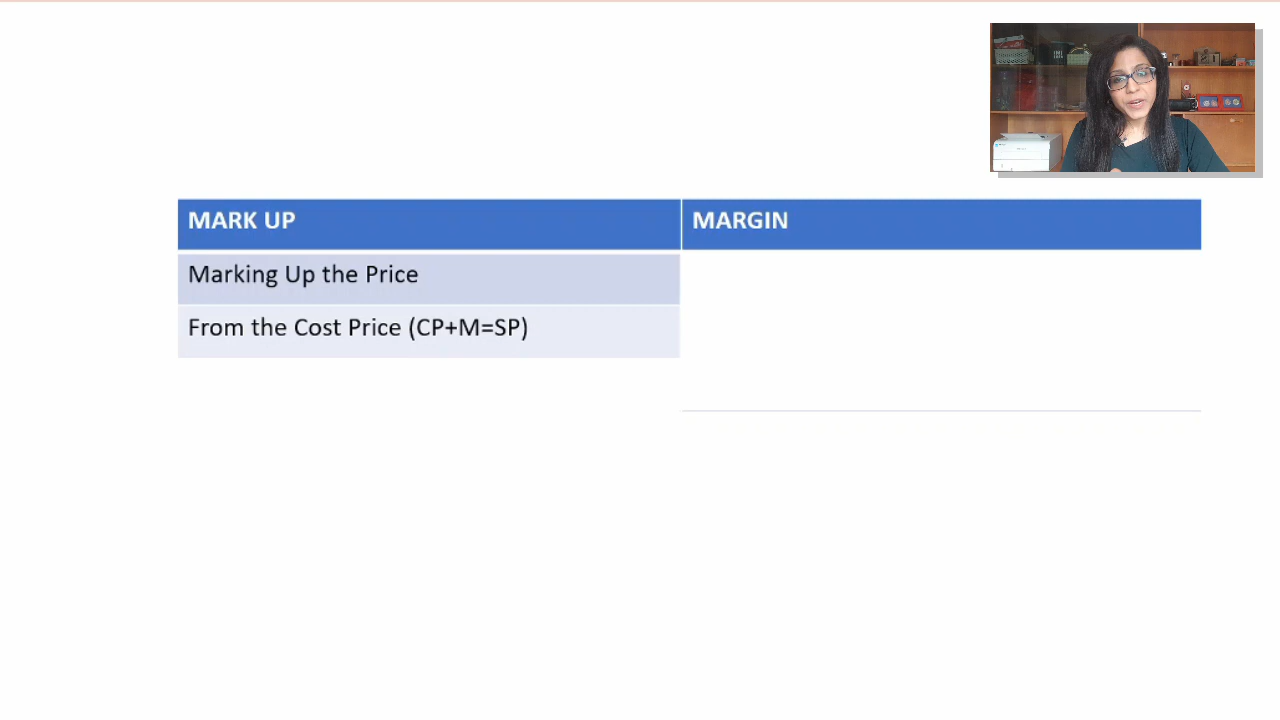 MARK UP
MARGIN
Marking Up the Price
From the Cost Price (CP+M=SP)